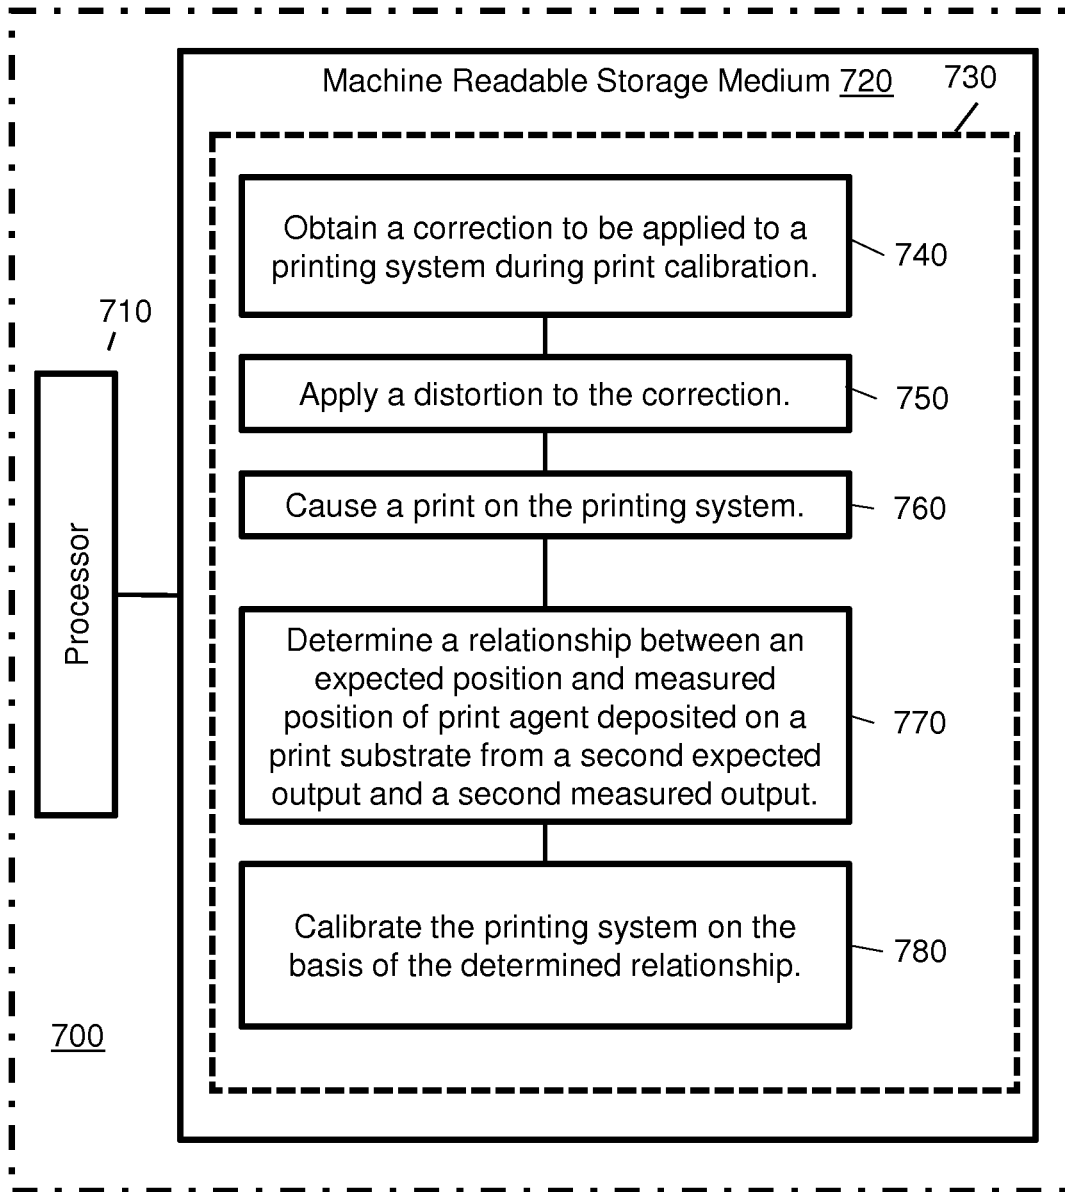 Machine Readable Storage Medium 720
730
Obtain a correction to be applied to a
printing system during print calibration.
740
710
Apply a distortion to the correction.
750
Cause a print on the printing system.
760
Processor
Determine a relationship between an
expected position and measured
position of print agent deposited on a
print substrate from a second expected
output and a second measured output.
770
Calibrate the printing system on the
basis of the determined relationship.
780
700